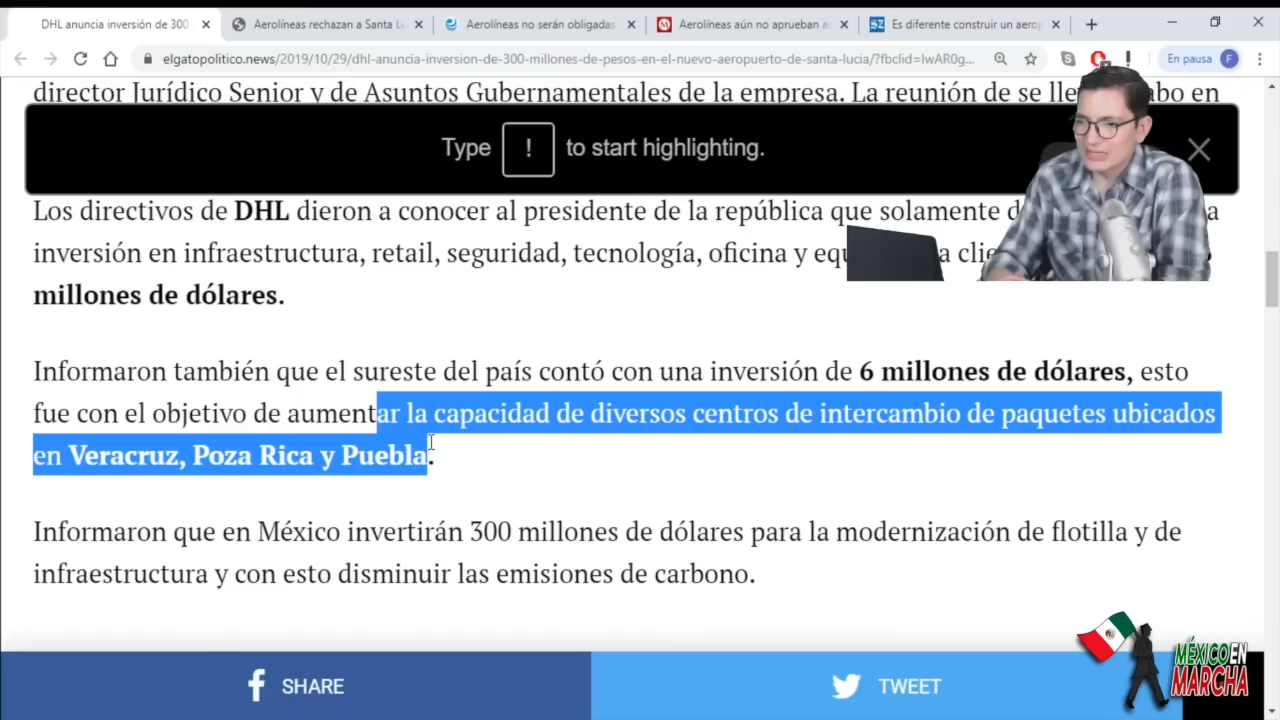 DHL anuncia inversión de 300
Aerolíneas rechazan a Santa Lu
Aerolíneas no serán obligadas
Aerolíneas aún no aprueban a
Es diferente construir un aerop
elgatopolitico.news/2019/10/29/dhl-anuncia-inversion-de-300-millones-de-pesos-en-el-nuevo-aeropuerto-de-santa-lucia/?fbclid=IwAR0g...
En pausa
F
director Jurídico Senior y de Asuntos Gubernamentales de la empresa. La reunión de se en
Type ! to start highlighting.
Los directivos de DHL dieron a conocer al presidente de la república que solamente
inversión en infraestructura, retail, seguridad, tecnología, oficina y
millones de dólares.
Informaron también que el sureste del país contó con una inversión de 6 millones de dólares, esto
fue con el objetivo de aumentar la capacidad de diversos centros de intercambio de paquetes ubicados
en Veracruz, Poza Rica y Puebla.
Informaron que en México invertirán 300 millones de dólares para la modernización de flotilla y de
infraestructura y con esto disminuir las emisiones de carbono.
SHARE
TWEET
MÉXICO EN
MARCHA